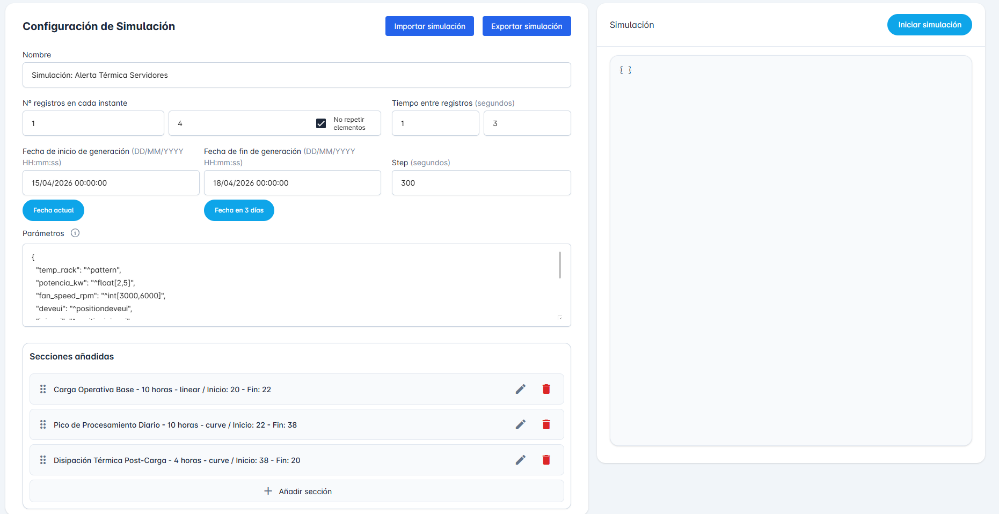 Configuración de Simulación
Importar simulación
Exportar simulación
Nombre
Simulación: Alerta Térmica Servidores
Nº registros en cada instante
1
4
No repetir
elementos
Tiempo entre registros (segundos)
1
3
Fecha de inicio de generación (DD/MM/YYYY
HH:mm:ss)
15/04/2026 00:00:00
Fecha actual
Fecha de fin de generación (DD/MM/YYYY
HH:mm:ss)
18/04/2026 00:00:00
Fecha en 3 días
Step (segundos)
300
Parámetros
{
"temp_rack": "^pattern",
"potencia_kw": "^float[2,5]",
"fan_speed_rpm": "^int[3000,6000]",
"deveui": "^positiondeveui",
Secciones añadidas
Carga Operativa Base - 10 horas - linear / Inicio: 20 - Fin: 22
Pico de Procesamiento Diario - 10 horas - curve / Inicio: 22 - Fin: 38
Disipación Térmica Post-Carga - 4 horas - curve / Inicio: 38 - Fin: 20
+ Añadir sección
Simulación
Iniciar simulación
{ }